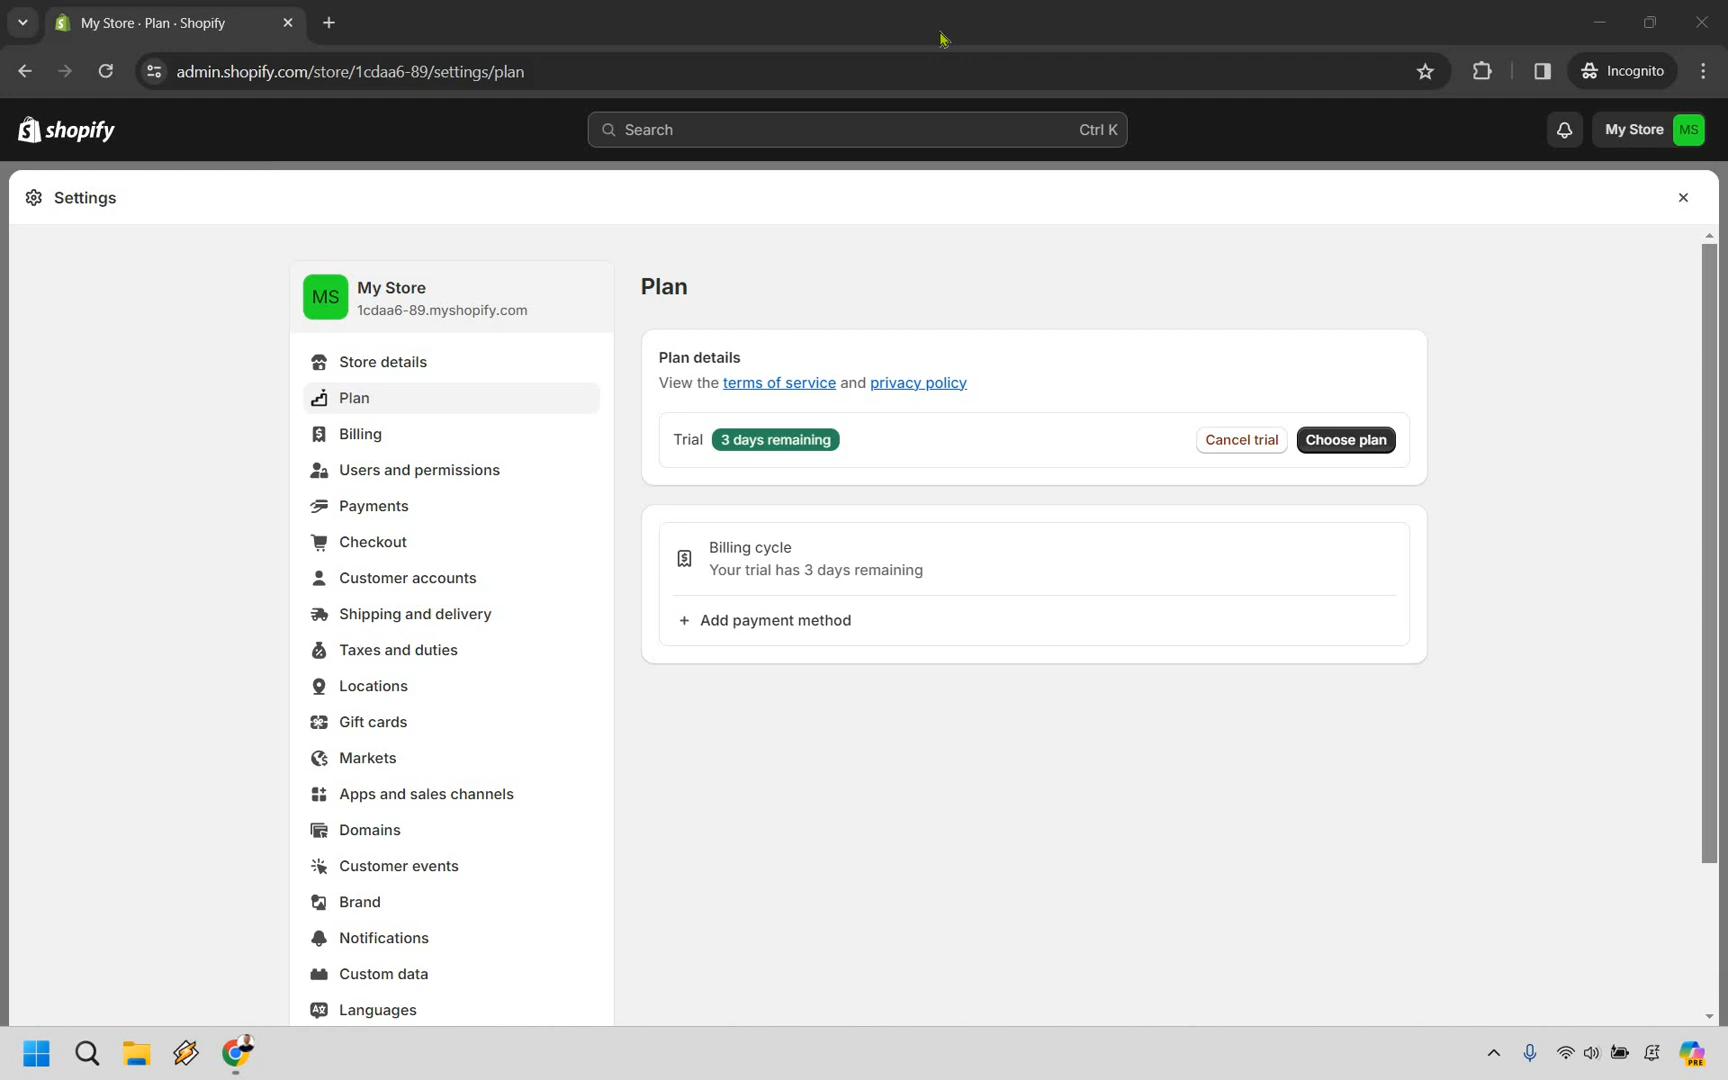 My Store · Plan · Shopify
admin.shopify.com/store/1cdaa6-89/settings/plan
Incognito
shopify
Search
Ctrl K
My Store
MS
Settings
MS
My Store
1cdaa6-89.myshopify.com
Store details
Plan
Billing
Users and permissions
Payments
Checkout
Customer accounts
Shipping and delivery
Taxes and duties
Locations
Gift cards
Markets
Apps and sales channels
Domains
Customer events
Brand
Notifications
Custom data
Languages
Plan
Plan details
View the terms of service and privacy policy
Trial 3 days remaining
Cancel trial
Choose plan
Billing cycle
Your trial has 3 days remaining
+ Add payment method
PRE